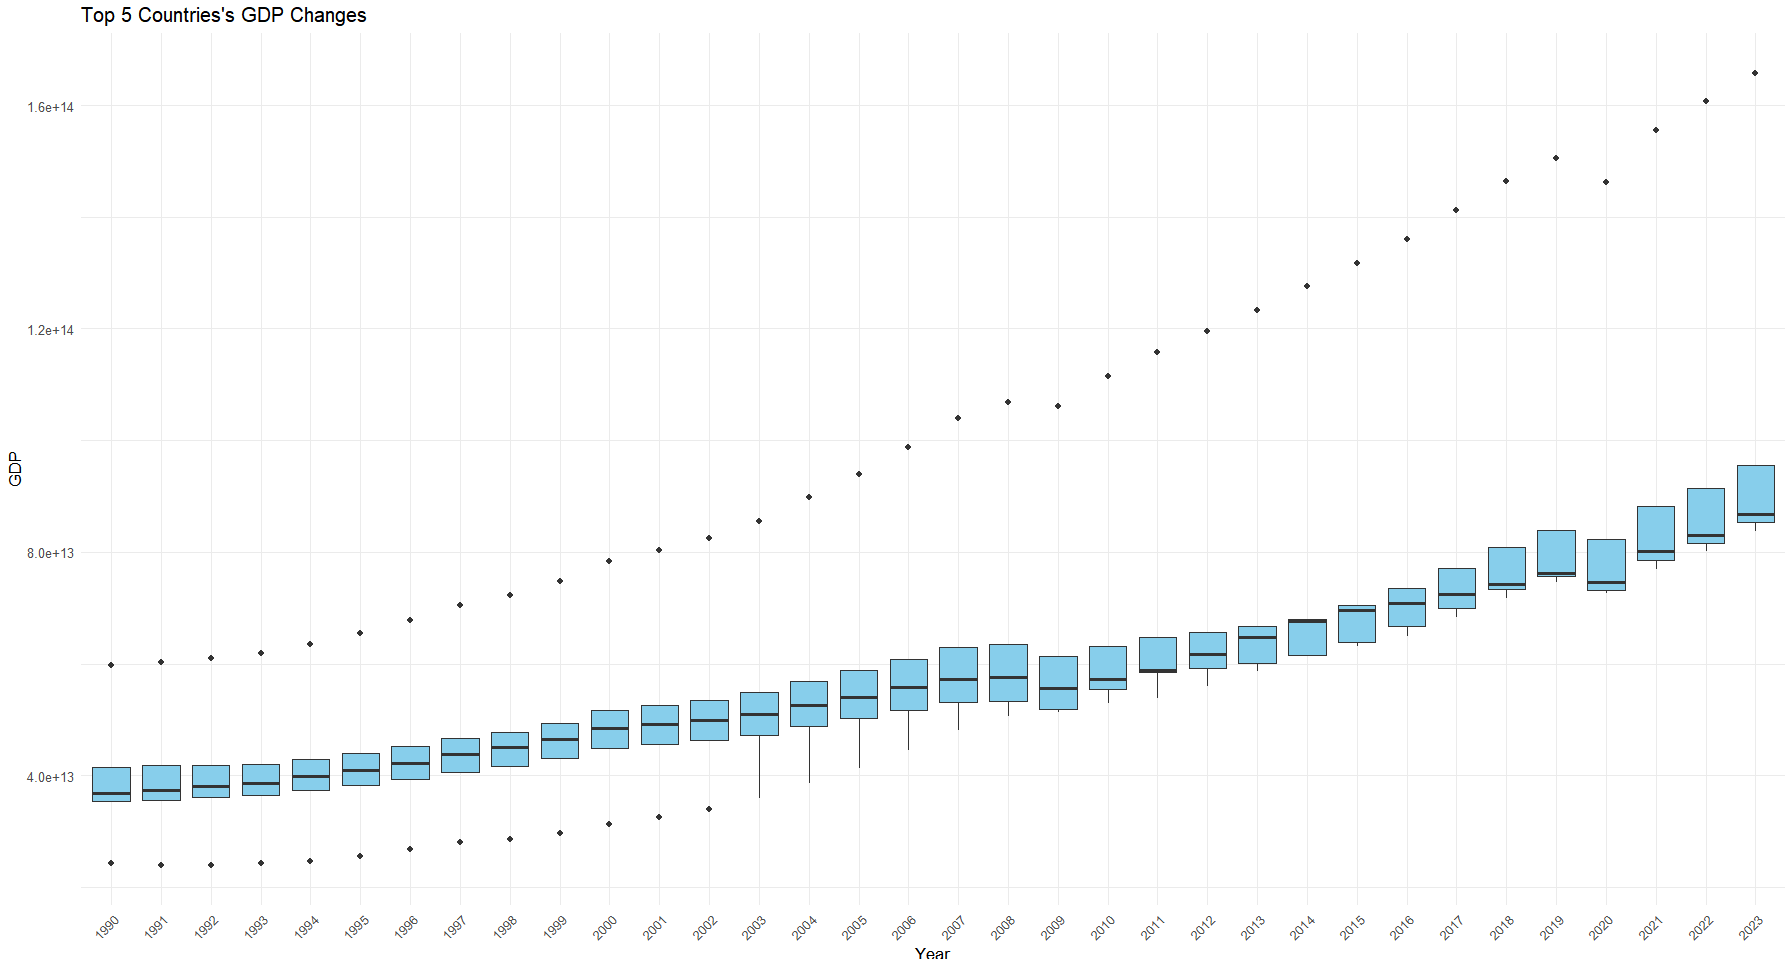 Top 5 Countries's GDP Changes
1.6e+14
1.2e+14
8.0e+13
4.0e+13
GDP
1990 1991 1992 1993 1994 1995 1996 1997 1998 1999 2000 2001 2002 2003 2004 2005 2006 2007 2008 2009 2010 2011 2012 2013 2014 2015 2016 2017 2018 2019 2020 2021 2022 2023
Year